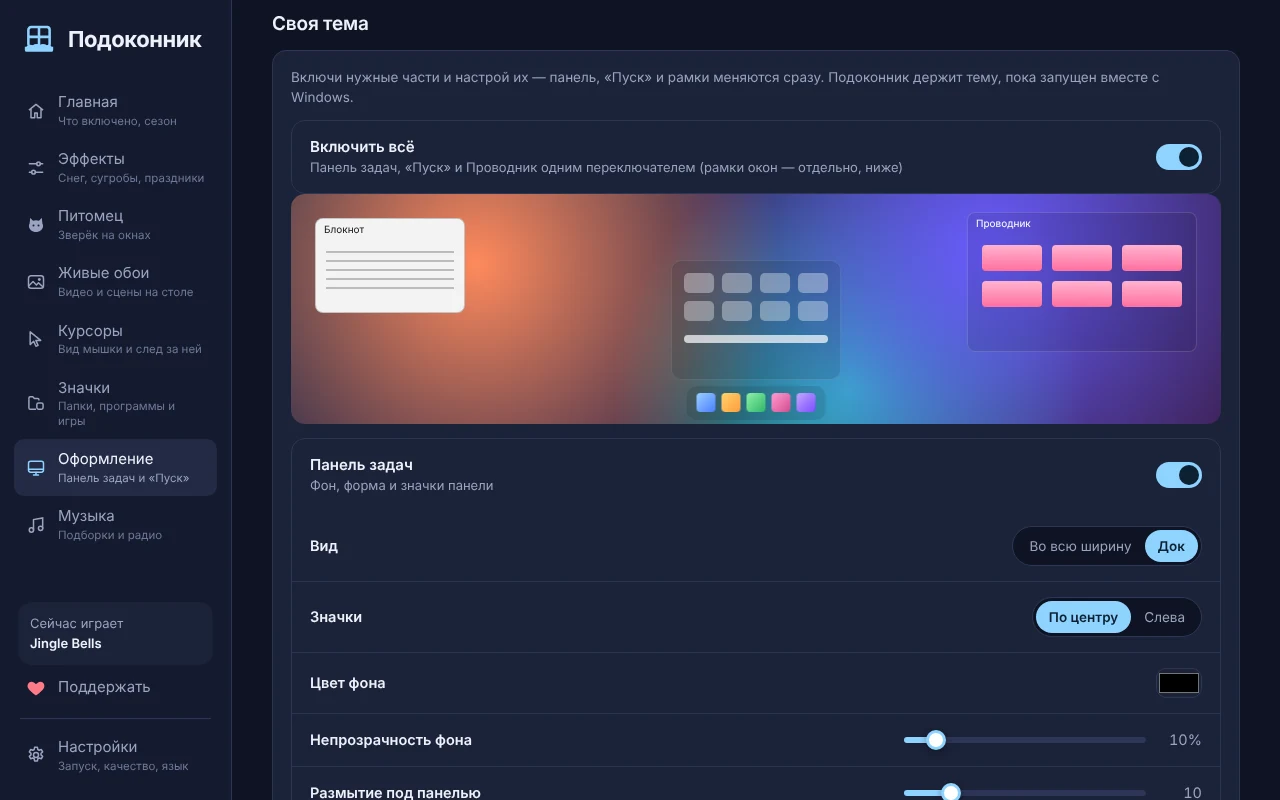 Подоконник
Главная
Что включено, сезон
Эффекты
Снег, сугробы, праздники
Питомец
Зверёк на окнах
Живые обои
Видео и сцены на столе
Курсоры
Вид мышки и след за ней
Значки
Папки, программы и
игры
Оформление
Панель задач и «Пуск»
Музыка
Подборки и радио
Сейчас играет
Jingle Bells
Поддержать
Настройки
Запуск, качество, язык
Своя тема
Включи нужные части и настрой их — панель, «Пуск» и рамки меняются сразу. Подоконник держит тему, пока запущен вместе с
Windows.
Включить всё
Панель задач, «Пуск» и Проводник одним переключателем (рамки окон — отдельно, ниже)
Блокнот
Проводник
Панель задач
Фон, форма и значки панели
Вид
Во всю ширину
Док
Значки
По центру
Слева
Цвет фона
Непрозрачность фона
10%
Размытие под панелью
10